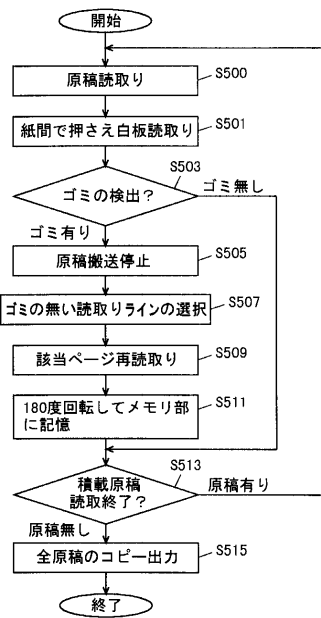 開始
原稿読取り
S500
紙間で押さえ白板読取り
S501
S503
ゴミの検出？
ゴミ無し
ゴミ有り
原稿搬送停止
S505
ゴミの無い読取りラインの選択
S507
該当ページ再読取り
S509
180度回転してメモリ部
に記憶
S511
S513
積載原稿
読取終了？
原稿有り
原稿無し
全原稿のコピー出力
S515
終了